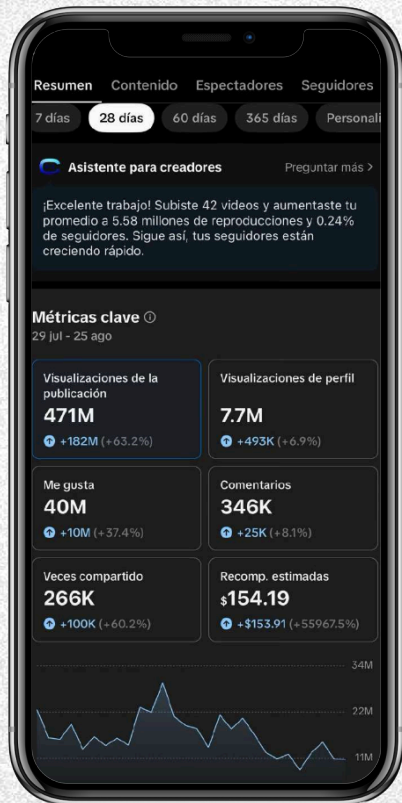 Resumen Contenido Espectadores Seguidores
7 días 28 días 60 días 365 días Personali
Asistente para creadores Preguntar más >
¡Excelente trabajo! Subiste 42 videos y aumentaste tu
promedio a 5.58 millones de reproducciones y 0.24%
de seguidores. Sigue así, tus seguidores están
creciendo rápido.
Métricas clave
29 jul - 25 ago
Visualizaciones de la
publicación
471M
+182M (+63.2%)
Visualizaciones de perfil
7.7M
+493K (+6.9%)
Me gusta
40M
+10M (+37.4%)
Comentarios
346K
+25K (+8.1%)
Veces compartido
266K
+100K (+60.2%)
Recomp. estimadas
$154.19
+$153.91 (+55967.5%)
34M
22M
11M